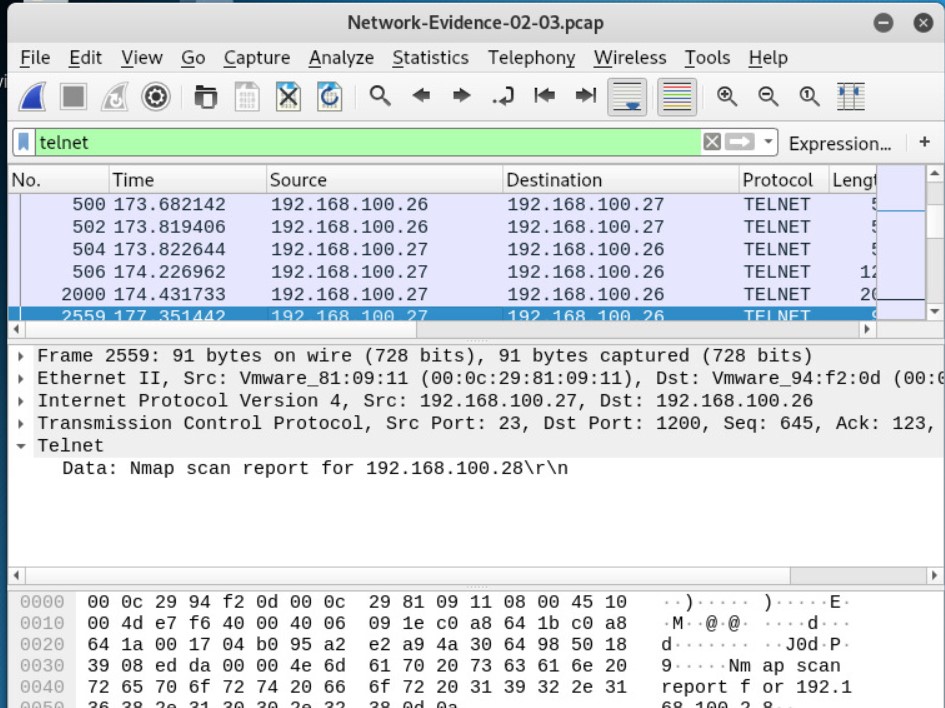 Network-Evidence-02-03.pcap
File Edit View Go Capture Analyze Statistics Telephony Wireless Tools Help
telnet Expression... +
No. Time Source Destination Protocol Lengt
500 173.682142 192.168.100.26 192.168.100.27 TELNET
502 173.819406 192.168.100.26 192.168.100.27 TELNET
504 173.822644 192.168.100.27 192.168.100.26 TELNET
506 174.226962 192.168.100.27 192.168.100.26 TELNET 12
2000 174.431733 192.168.100.27 192.168.100.26 TELNET 20
2559 177.351442 192.168.100.27 192.168.100.26 TELNET
Frame 2559: 91 bytes on wire (728 bits), 91 bytes captured (728 bits)
Ethernet II, Src: Vmware_81:09:11 (00:0c:29:81:09:11), Dst: Vmware_94:f2:0d (00:0
Internet Protocol Version 4, Src: 192.168.100.27, Dst: 192.168.100.26
Transmission Control Protocol, Src Port: 23, Dst Port: 1200, Seq: 645, Ack: 123,
Telnet
Data: Nmap scan report for 192.168.100.28\r\n
0000 00 0c 29 94 f2 0d 00 0c 29 81 09 11 08 00 45 10 ··)····· )·····E·
0010 00 4d e7 f6 40 00 40 06 09 1e c0 a8 64 1b c0 a8 ·M··@·@· ····d···
0020 64 1a 00 17 04 b0 95 a2 e2 a9 4a 30 64 98 50 18 d······· ··J0d·P·
0030 39 08 ed da 00 00 4e 6d 61 70 20 73 63 61 6e 20 9·····Nm ap scan
0040 72 65 70 6f 72 74 20 66 6f 72 20 31 39 32 2e 31 report f or 192.1
0050 36 38 2e 31 30 30 2e 32 38 0d 0a 68.100.2 8··